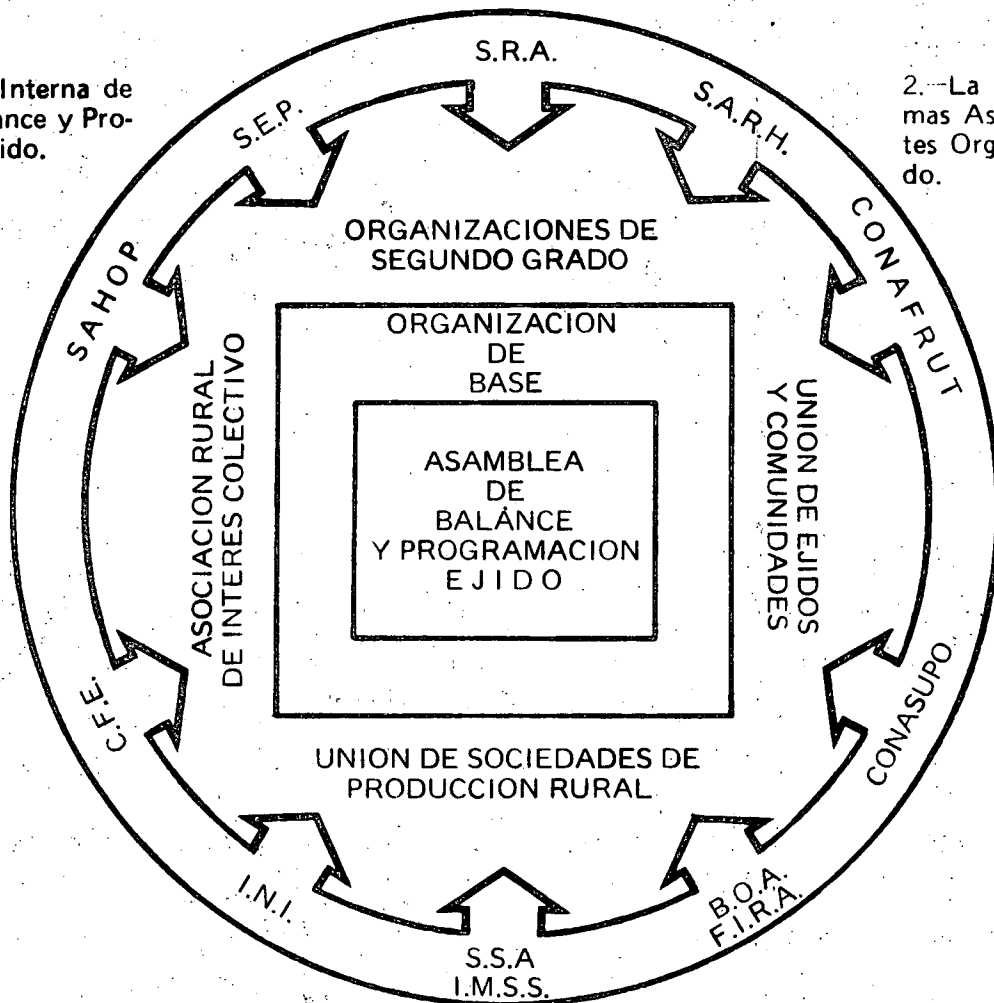 S.R.A.
Interna de
ance y Pro-
ido.
2.-La
mas As
tes Org
do.
S.E.P.
S.A.R.H.
SAHOP
CONAFRUT
ORGANIZACIONES DE
SEGUNDO GRADO
ORGANIZACION
DE
BASE
ASOCIACION RURAL
DE INTERES COLECTIVO
UNION DE EJIDOS
Y COMUNIDADES
ASAMBLEA
DE
BALANCE
Y PROGRAMACION
EJIDO
C.F.E.
CONASUPO
UNION DE SOCIEDADES DE
PRODUCCION RURAL
I.N.I.
B.O.A.
F.I.R.A.
S.S.A
I.M.S.S.